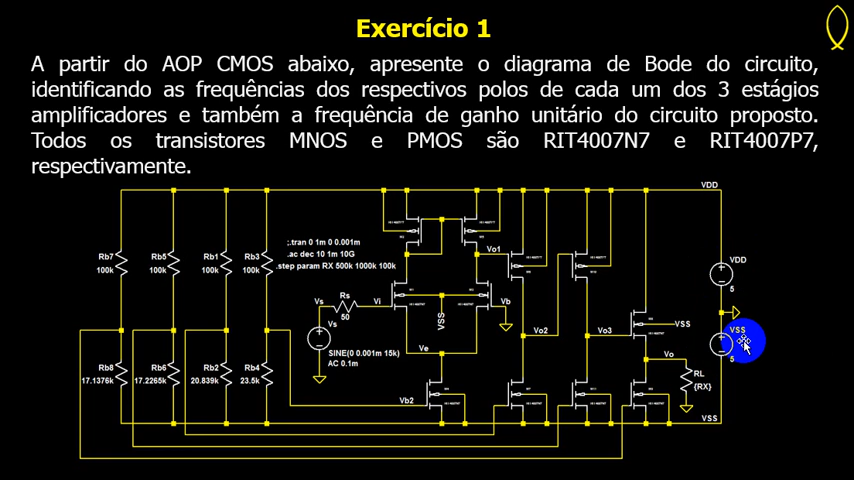 Exercício 1
A partir do AOP CMOS abaixo, apresente o diagrama de Bode do circuito,
identificando as frequências dos respectivos polos de cada um dos 3 estágios
amplificadores e também a frequência de ganho unitário do circuito proposto.
Todos os transistores MNOS e PMOS são RIT4007N7 e RIT4007P7,
respectivamente.
VDD
;.tran 0 1m 0 0.001m
.ac dec 10 1m 10G
.step param RX 500k 1000k 100k
Rb7
100k
Rb5
100k
Rb1
100k
Rb3
100k
Vo1
VDD
5
Vs
Rs
50
Vi
Vb
VSS
Vs
SINE(0 0.001m 15k)
AC 0.1m
Ve
Vo2
Vo3
VSS
VSS
5
Vo
RL
{RX}
Rb8
17.1376k
Rb6
17.2265k
Rb2
20.839k
Rb4
23.5k
Vb2
VSS